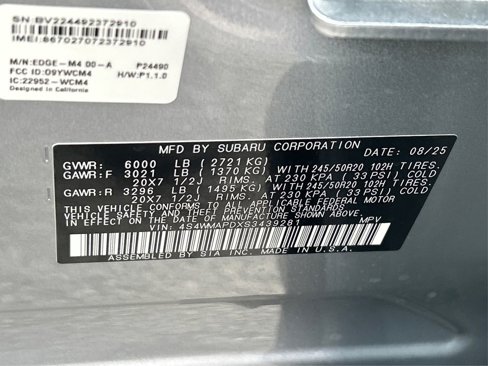 SN:BV224492372910
IMEI:867027072372910
M/N:EDGE-M4 00-A P24490
FCC ID:D9YWCM4 H/W:P1.1.0
IC:22952-WCM4
Designed in California
MFD BY SUBARU CORPORATION DATE: 08/25
GVWR: 6000 LB (2721 KG)
GAWR:F 3021 LB (1370 KG) WITH 245/50R20 102H TIRES.
20X7 1/2J RIMS. AT 230 KPA (33 PSI) COLD
GAWR:R 3296 LB (1495 KG) WITH 245/50R20 102H TIRES.
20X7 1/2J RIMS. AT 230 KPA (33 PSI) COLD
THIS VEHICLE CONFORMS TO ALL APPLICABLE FEDERAL MOTOR
VEHICLE SAFETY AND THEFT PREVENTION STANDARDS
IN EFFECT ON THE DATE OF MANUFACTURE SHOWN ABOVE.
VIN: 4S4WMAPDXS3439281 MPV
ASSEMBLED BY SIA INC. MADE IN U.S.A.